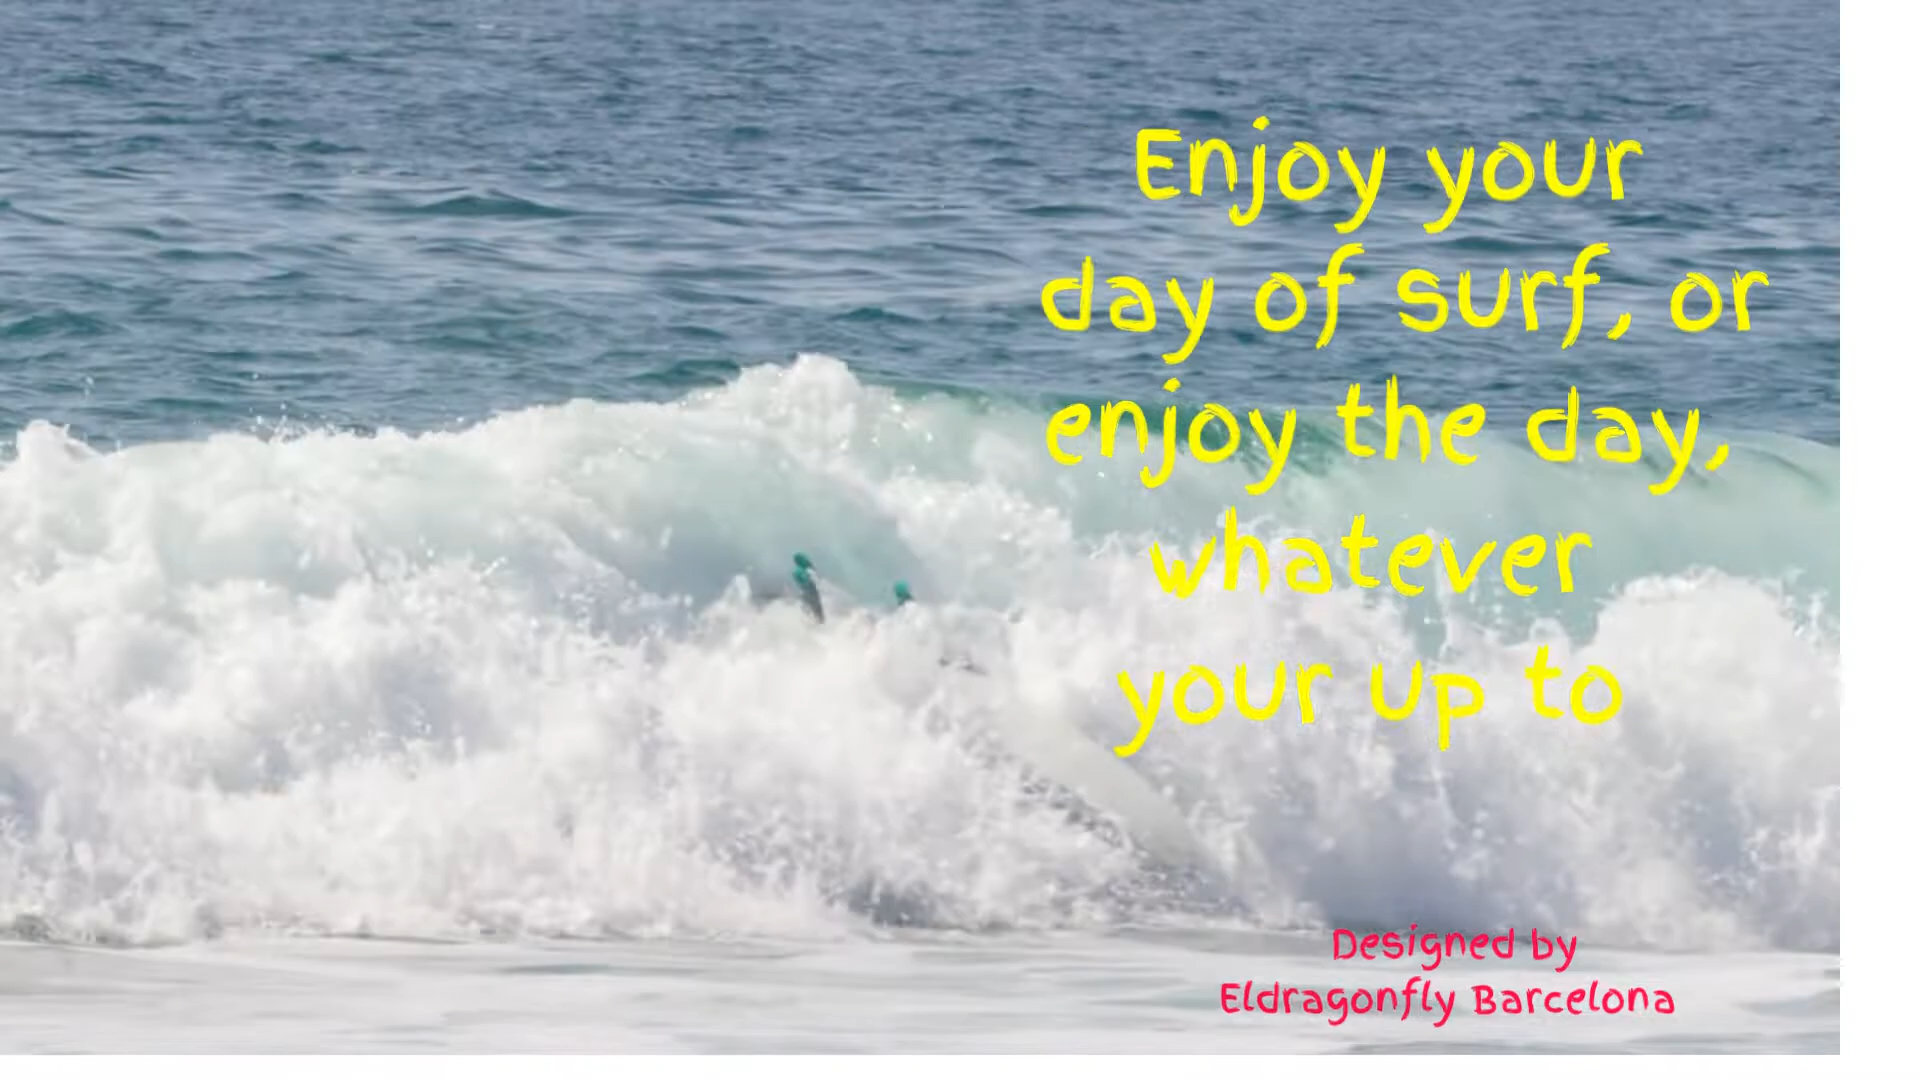 Enjoy your
day of surf, or
enjoy the day,
whatever
your up to
Designed by
Eldragonfly Barcelona